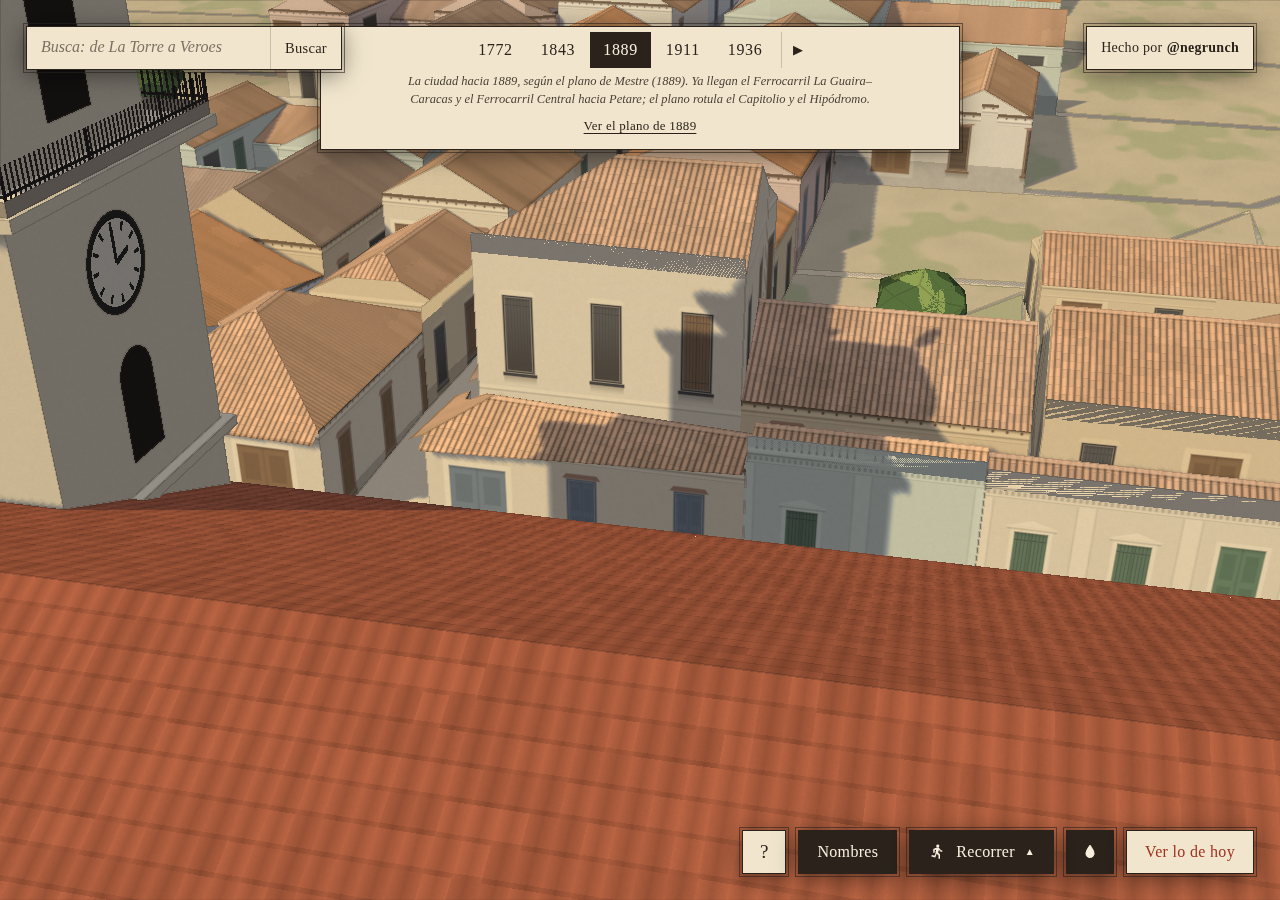 Busca: de La Torre a Veroes
Buscar
1772 1843 1889 1911 1936 ▶
La ciudad hacia 1889, según el plano de Mestre (1891). Ya llegan el Ferrocarril La Guaira–
Caracas y el Ferrocarril Central hacia Petare; el plano rotula el Capitolio y el Hipódromo.
Ver el plano de 1889
Hecho por @negrunch
?
Nombres
Recorrer ▲
Ver lo de hoy